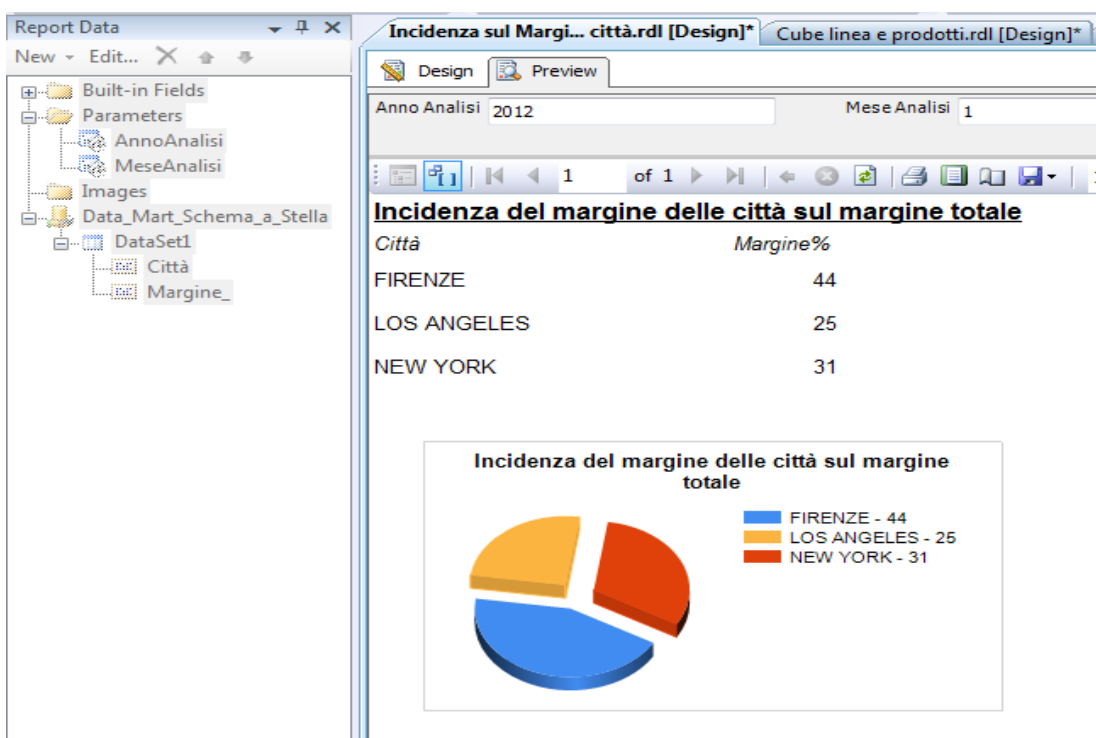 Report Data
New Edit...
Built-in Fields
Parameters
AnnoAnalisi
MeseAnalisi
Images
Data_Mart_Schema_a_Stella
DataSet1
Città
Margine_
Incidenza sul Margi... città.rdl [Design]* Cube linea e prodotti.rdl [Design]*
Design Preview
Anno Analisi 2012 Mese Analisi 1
1 of 1
Incidenza del margine delle città sul margine totale
Città Margine%
FIRENZE 44
LOS ANGELES 25
NEW YORK 31
Incidenza del margine delle città sul margine
totale
FIRENZE - 44
LOS ANGELES - 25
NEW YORK - 31